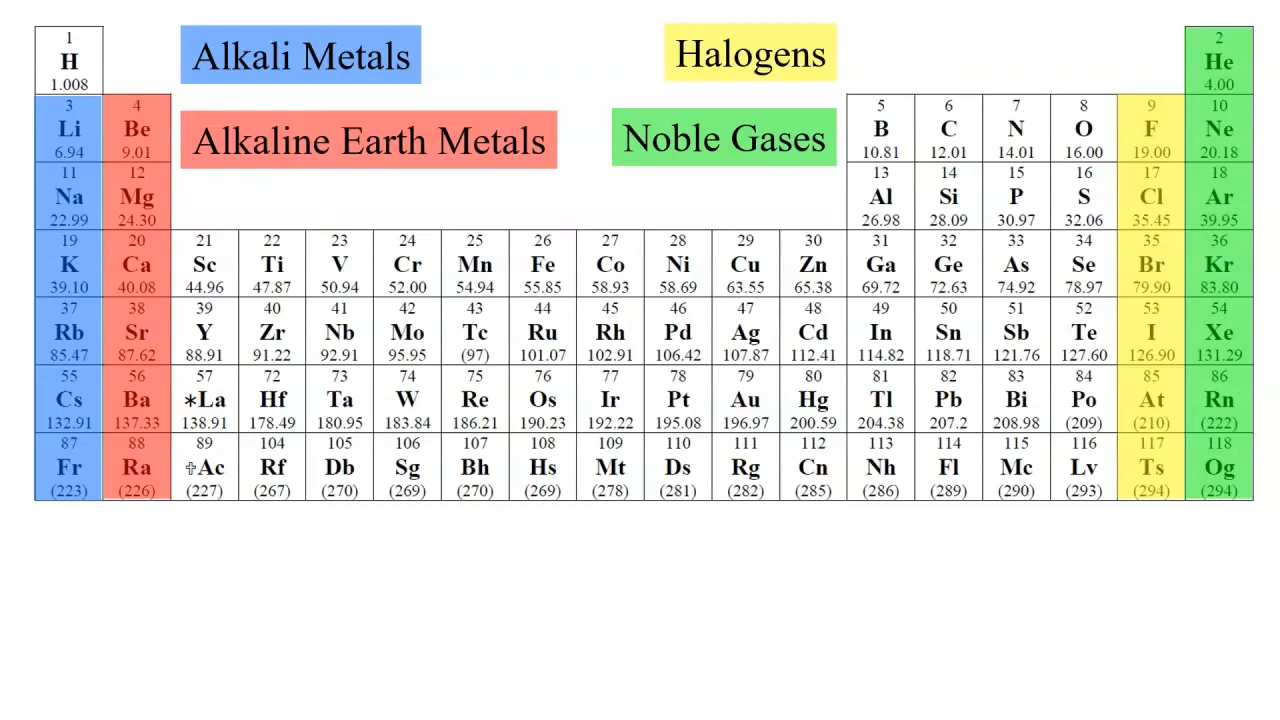 1 2
H Alkali Metals Halogens He
1.008 4.00
3 4 5 6 7 8 9 10
Li Be Alkaline Earth Metals Noble Gases B C N O F Ne
6.94 9.01 10.81 12.01 14.01 16.00 19.00 20.18
11 12 13 14 15 16 17 18
Na Mg Al Si P S Cl Ar
22.99 24.30 26.98 28.09 30.97 32.06 35.45 39.95
19 20 21 22 23 24 25 26 27 28 29 30 31 32 33 34 35 36
K Ca Sc Ti V Cr Mn Fe Co Ni Cu Zn Ga Ge As Se Br Kr
39.10 40.08 44.96 47.87 50.94 52.00 54.94 55.85 58.93 58.69 63.55 65.38 69.72 72.63 74.92 78.97 79.90 83.80
37 38 39 40 41 42 43 44 45 46 47 48 49 50 51 52 53 54
Rb Sr Y Zr Nb Mo Tc Ru Rh Pd Ag Cd In Sn Sb Te I Xe
85.47 87.62 88.91 91.22 92.91 95.95 (97) 101.07 102.91 106.42 107.87 112.41 114.82 118.71 121.76 127.60 126.90 131.29
55 56 57 72 73 74 75 76 77 78 79 80 81 82 83 84 85 86
Cs Ba *La Hf Ta W Re Os Ir Pt Au Hg Tl Pb Bi Po At Rn
132.91 137.33 138.91 178.49 180.95 183.84 186.21 190.23 192.22 195.08 196.97 200.59 204.38 207.2 208.98 (209) (210) (222)
87 88 89 104 105 106 107 108 109 110 111 112 113 114 115 116 117 118
Fr Ra ✞Ac Rf Db Sg Bh Hs Mt Ds Rg Cn Nh Fl Mc Lv Ts Og
(223) (226) (227) (267) (270) (269) (270) (269) (278) (281) (282) (285) (286) (289) (290) (293) (294) (294)